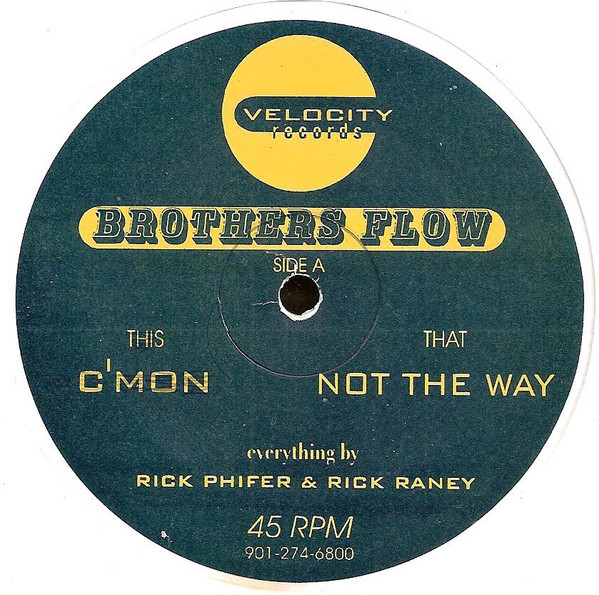 VELOCITY
records
BROTHERS FLOW
SIDE A
THIS THAT
C'MON NOT THE WAY
everything by
RICK PHIFER & RICK RANEY
45 RPM
901-274-6800